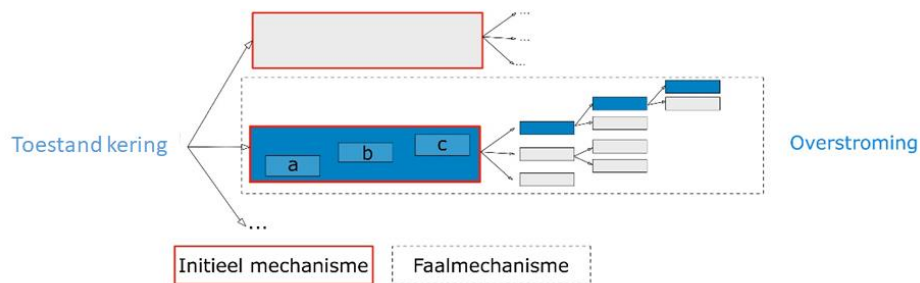 ...
...
...
Toestand kering
a
b
c
Overstroming
...
Initieel mechanisme
Faalmechanisme